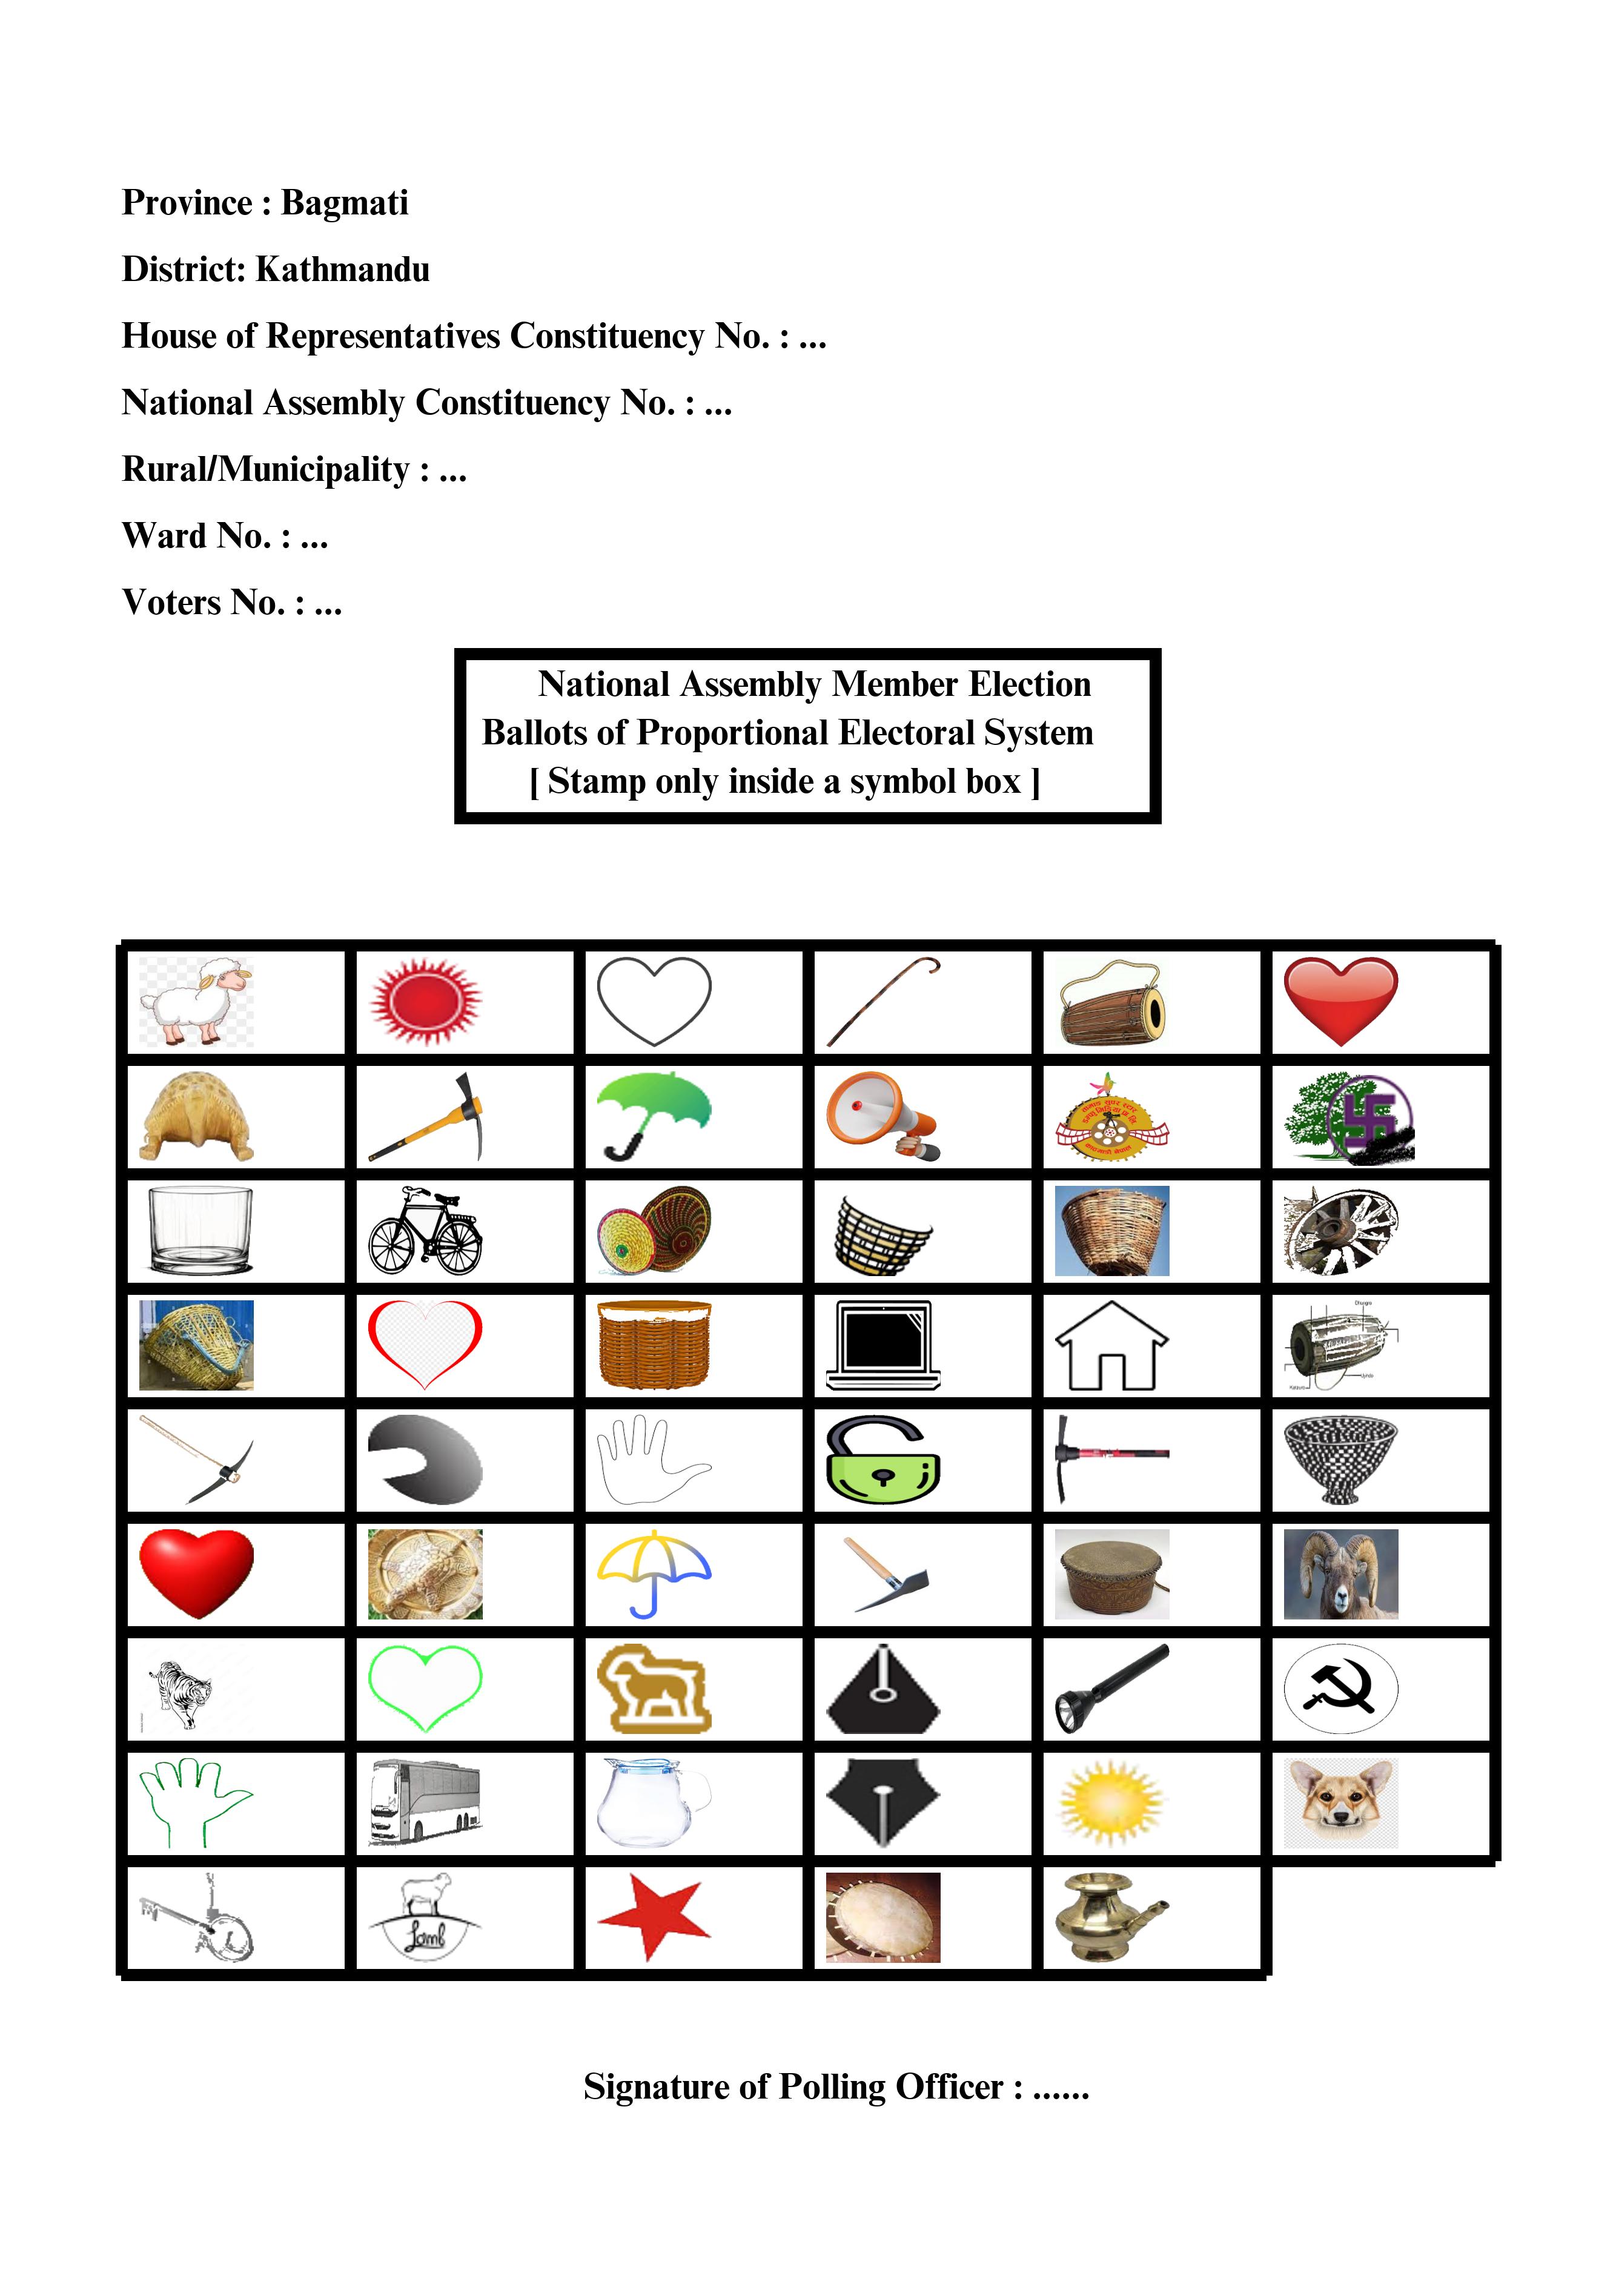 Province : Bagmati
District: Kathmandu
House of Representatives Constituency No. : ...
National Assembly Constituency No. : ...
Rural/Municipality : ...
Ward No. : ...
Voters No. : ...
National Assembly Member Election
Ballots of Proportional Electoral System
[ Stamp only inside a symbol box ]
Lamb
Signature of Polling Officer : ......